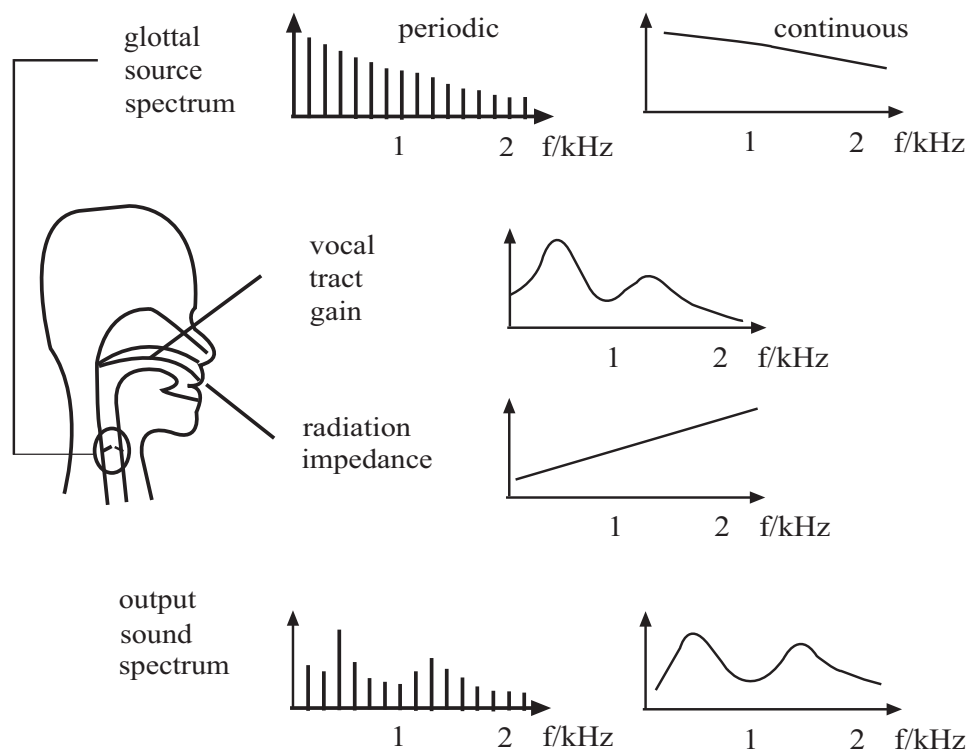 glottal
source
spectrum
periodic
continuous
1 2 f/kHz
1 2 f/kHz
vocal
tract
gain
1 2 f/kHz
radiation
impedance
1 2 f/kHz
output
sound
spectrum
1 2 f/kHz
1 2 f/kHz